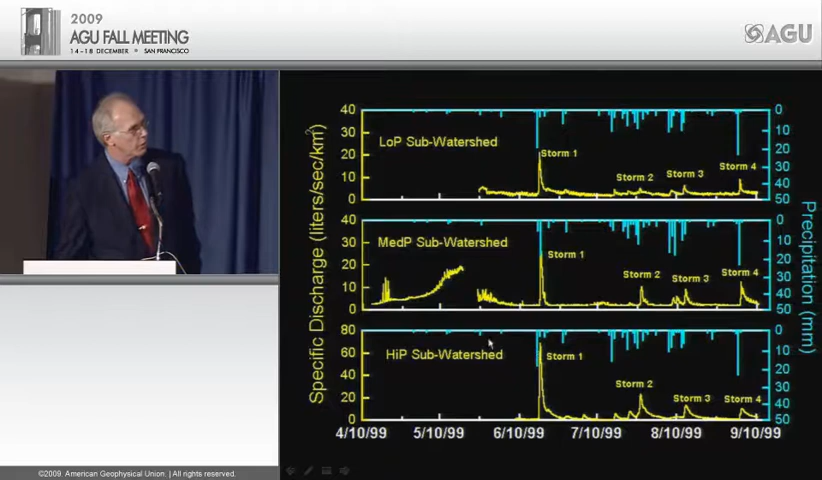 2009
AGU FALL MEETING
14 - 18 DECEMBER • SAN FRANCISCO
AGU
Specific Discharge (liters/sec/km²)
40
30
20
10
0
LoP Sub-Watershed
Storm 1
Storm 2
Storm 3
Storm 4
0
10
20
30
40
50
40
30
20
10
0
MedP Sub-Watershed
Storm 1
Storm 2
Storm 3
Storm 4
0
10
20
30
40
50
80
60
40
20
0
HiP Sub-Watershed
Storm 1
Storm 2
Storm 3
Storm 4
0
10
20
30
40
50
Precipitation (mm)
4/10/99 5/10/99 6/10/99 7/10/99 8/10/99 9/10/99
©2009. American Geophysical Union. | All rights reserved.